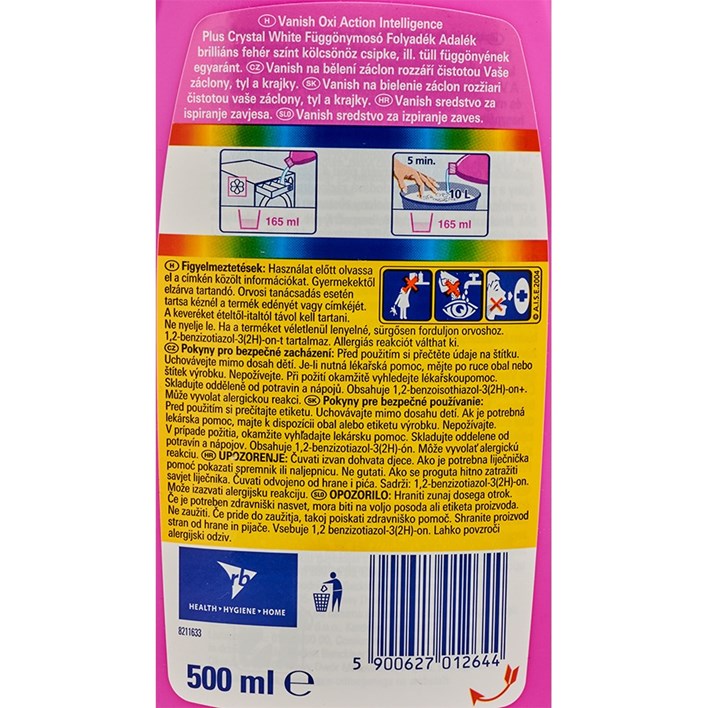 H Vanish Oxi Action Intelligence
Plus Crystal White Függönymosó Folyadék Adalék
brilliáns fehér színt kölcsönöz csipke, ill. tüll függönyének
egyaránt. CZ Vanish na bělení záclon rozzáří čistotou Vaše
záclony, tyl a krajky. SK Vanish na bielenie záclon rozžiari
čistotou vaše záclony, tyl a krajky. HR Vanish sredstvo za
ispiranje zavjesa. SLO Vanish sredstvo za izpiranje zaves.
165 ml
5 min.
10 L
165 ml
H Figyelmeztetések: Használat előtt olvassa
el a címkén közölt információkat. Gyermekektől
elzárva tartandó. Orvosi tanácsadás esetén
tartsa kéznél a termék edényét vagy címkéjét.
A keveréket ételtől-italtól távol kell tartani.
Ne nyelje le. Ha a terméket véletlenül lenyelné, sürgősen forduljon orvoshoz.
1,2-benzizotiazol-3(2H)-on-t tartalmaz. Allergiás reakciót válthat ki.
CZ Pokyny pro bezpečné zacházení: Před použitím si přečtěte údaje na štítku.
Uchovávejte mimo dosah dětí. Je-li nutná lékařská pomoc, mějte po ruce obal nebo
štítek výrobku. Nepoživejte. Při požití okamžitě vyhledejte lékařskoupomoc.
Skladujte odděleně od potravin a nápojů. Obsahuje 1,2-benzisothiazol-3(2H)-on+.
Může vyvolat alergickou reakci. SK Pokyny pre bezpečné používanie:
Pred použitím si prečítajte etiketu. Uchovávajte mimo dosahu detí. Ak je potrebná
lekárska pomoc, majte k dispozícii obal alebo etiketu výrobku. Nepožívajte.
V prípade požitia, okamžite vyhľadajte lekársku pomoc. Skladujte oddelene od
potravín a nápojov. Obsahuje 1,2-benzizotiazol-3(2H)-ón. Môže vyvolať alergickú
reakciu. HR UPOZORENJE: Čuvati izvan dohvata djece. Ako je potrebna liječnička
pomoć pokazati spremnik ili naljepnicu. Ne gutati. Ako se proguta hitno zatražiti
savjet liječnika. Čuvati odvojeno od hrane i pića. Sadrži: 1,2-benzizotiazol-3(2H)-on.
Može izazvati alergijsku reakciju. SLO OPOZORILO: Hraniti zunaj dosega otrok.
Če je potreben zdravniški nasvet, mora biti na voljo posoda ali etiketa proizvoda.
Ne zaužiti. Če pride do zaužitja, takoj poiskati zdravniško pomoč. Shranite proizvod
stran od hrane in pijače. Vsebuje 1,2 benzizotiazol-3(2H)-on. Lahko povzroči
alergijski odziv.
© A.I.S.E. 2004
rb
HEALTH • HYGIENE • HOME
8211633
500 ml e
5 900627 012644